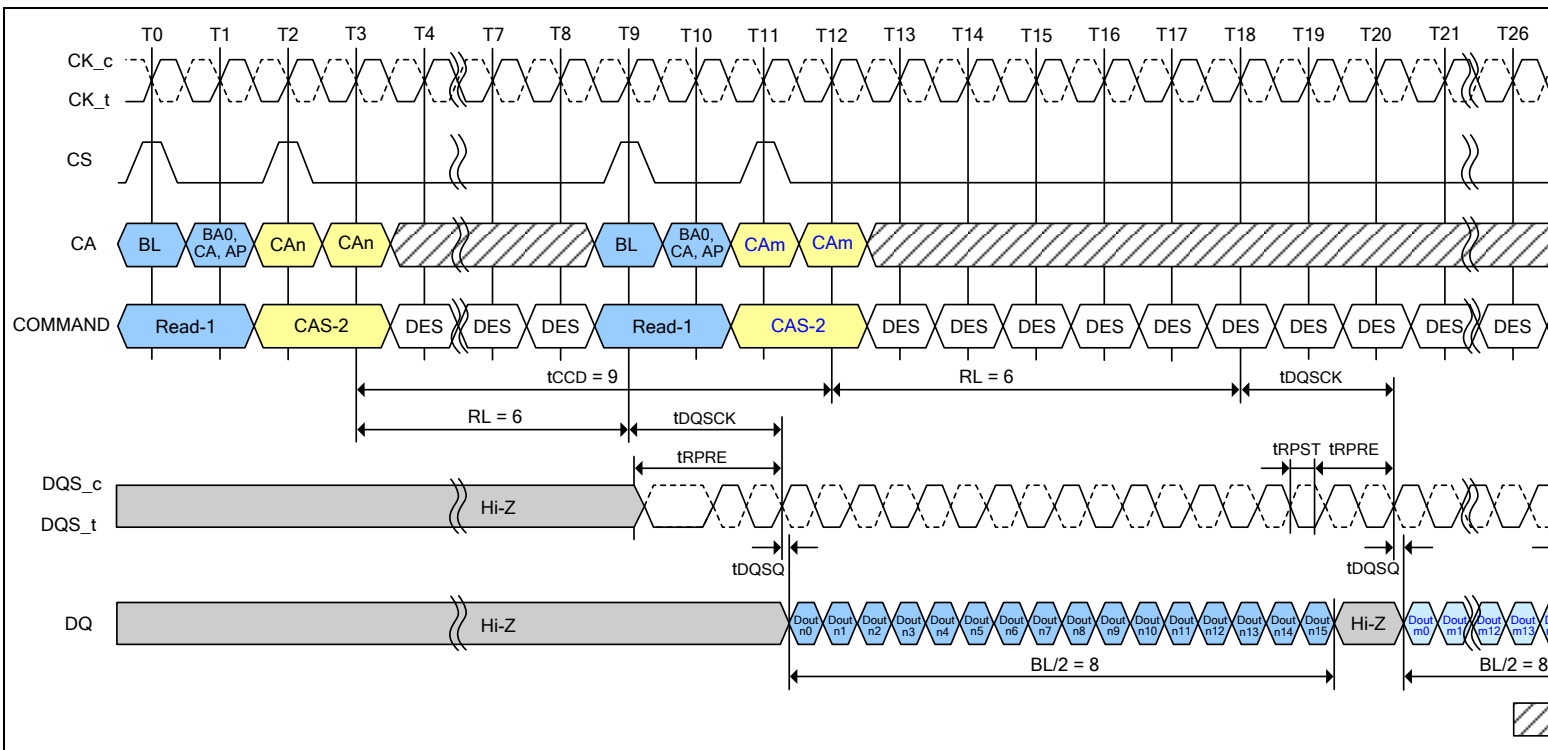 T0 T1 T2 T3 T4 T7 T8 T9 T10 T11 T12 T13 T14 T15 T16 T17 T18 T19 T20 T21 T26
CK_c
CK_t
CS
CA BL BA0, CA, AP CAn CAn BL BA0, CA, AP CAm CAm
COMMAND Read-1 CAS-2 DES DES DES Read-1 CAS-2 DES DES DES DES DES DES DES DES DES DES
tCCD = 9 RL = 6 tDQSCK
RL = 6 tDQSCK
tRPRE tRPST tRPRE
DQS_c
Hi-Z
DQS_t
tDQSQ tDQSQ
DQ Hi-Z Dout n0 Dout n1 Dout n2 Dout n3 Dout n4 Dout n5 Dout n6 Dout n7 Dout n8 Dout n9 Dout n10 Dout n11 Dout n12 Dout n13 Dout n14 Dout n15 Hi-Z Dout m0 Dout m1 Dout m12 Dout m13
BL/2 = 8 BL/2 = 8